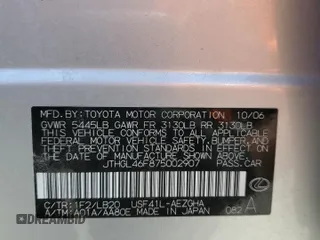 MFD. BY: TOYOTA MOTOR CORPORATION 10/06
GVWR 5445LB GAWR FR 3130LB RR 3130LB
THIS VEHICLE CONFORMS TO ALL APPLICABLE
FEDERAL MOTOR VEHICLE SAFETY, BUMPER, AND
THEFT PREVENTION STANDARDS IN EFFECT ON
THE DATE OF MANUFACTURE SHOWN ABOVE.
JTHGL46F875002907 PASS.CAR
C/TR: 1F2/LB20 USF41L-AEZGHA
A/TM: A01A/AA80E MADE IN JAPAN 082 A